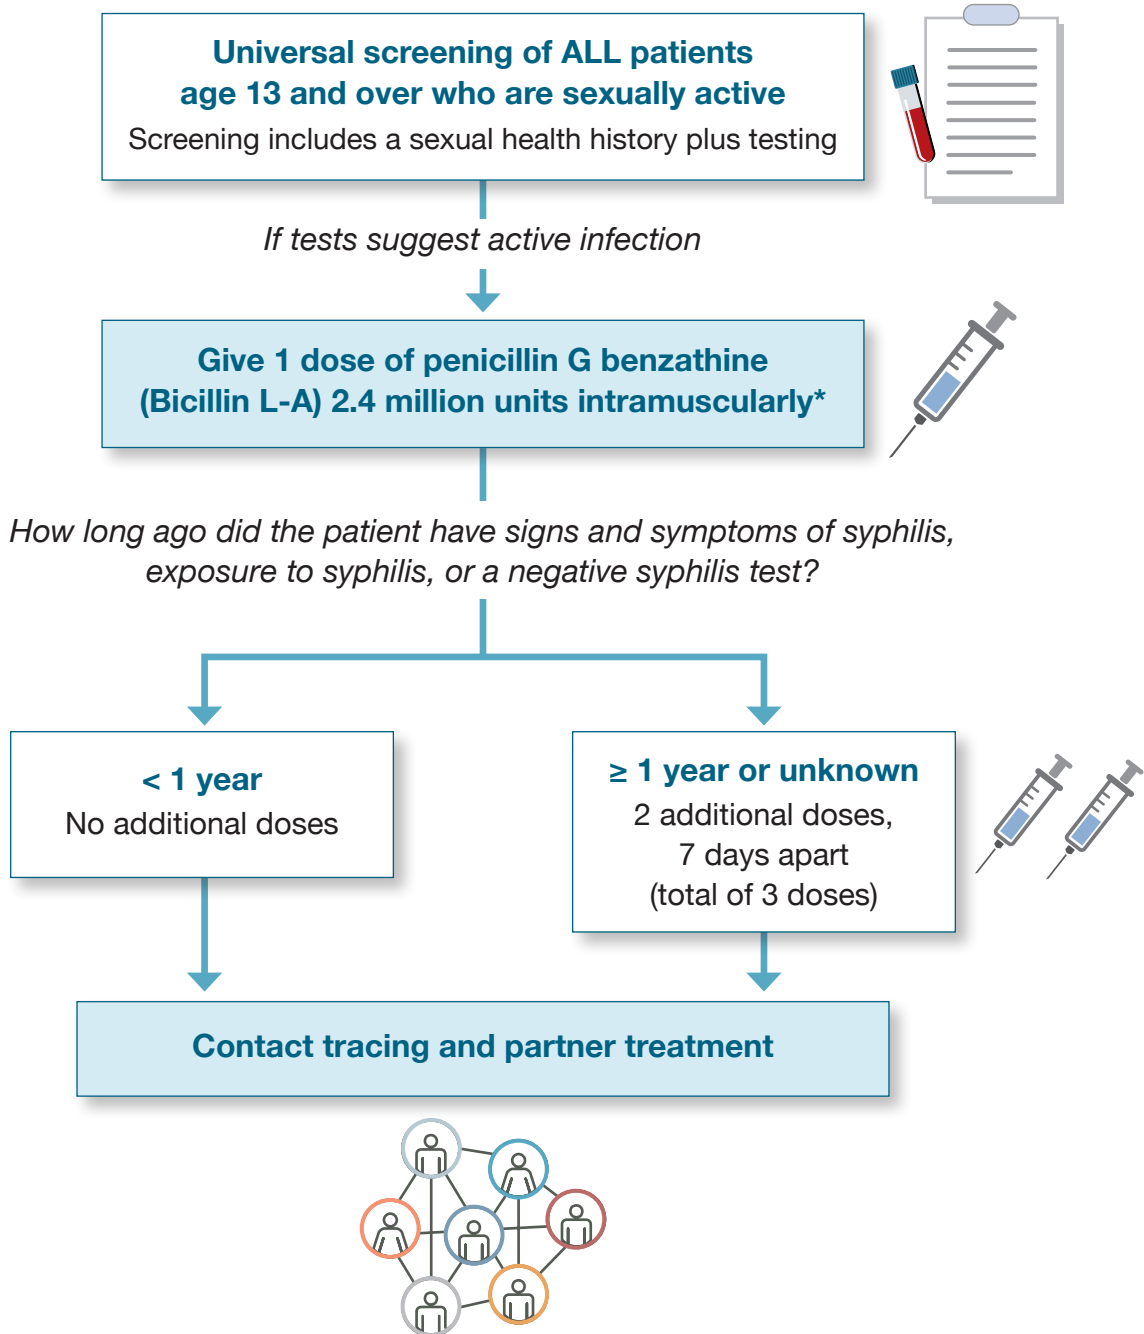 Universal screening of ALL patients
age 13 and over who are sexually active
Screening includes a sexual health history plus testing
If tests suggest active infection
Give 1 dose of penicillin G benzathine
(Bicillin L-A) 2.4 million units intramuscularly*
How long ago did the patient have signs and symptoms of syphilis,
exposure to syphilis, or a negative syphilis test?
< 1 year
No additional doses
≥ 1 year or unknown
2 additional doses,
7 days apart
(total of 3 doses)
Contact tracing and partner treatment